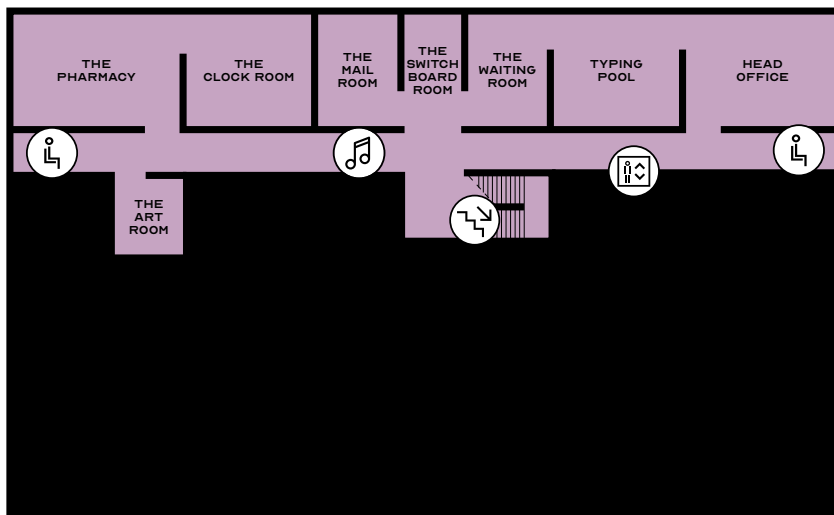 THE
PHARMACY
THE
CLOCK ROOM
THE
MAIL
ROOM
THE
SWITCH
BOARD
ROOM
THE
WAITING
ROOM
TYPING
POOL
HEAD
OFFICE
THE
ART
ROOM